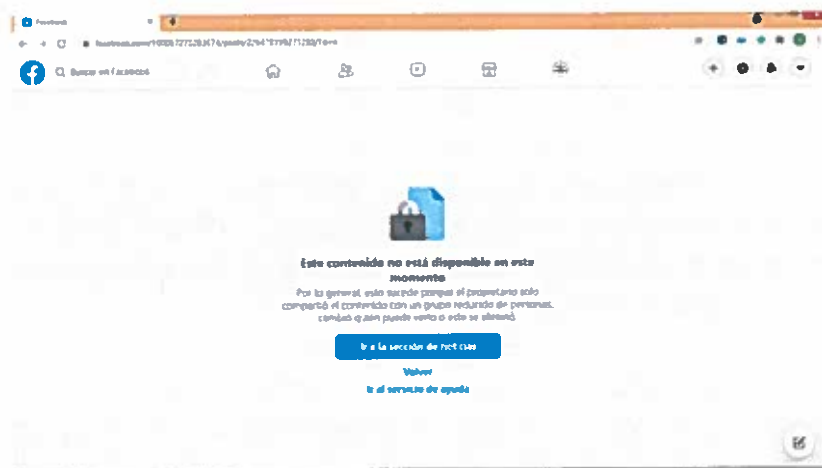 Facebook
Buscar en Facebook
Este contenido no está disponible en este
momento
Por lo general, esto sucede porque el propietario solo
compartió el contenido con un grupo reducido de personas,
cambió quién puede verlo o este se eliminó.
Ir a la sección de noticias
Volver
Ir al servicio de ayuda